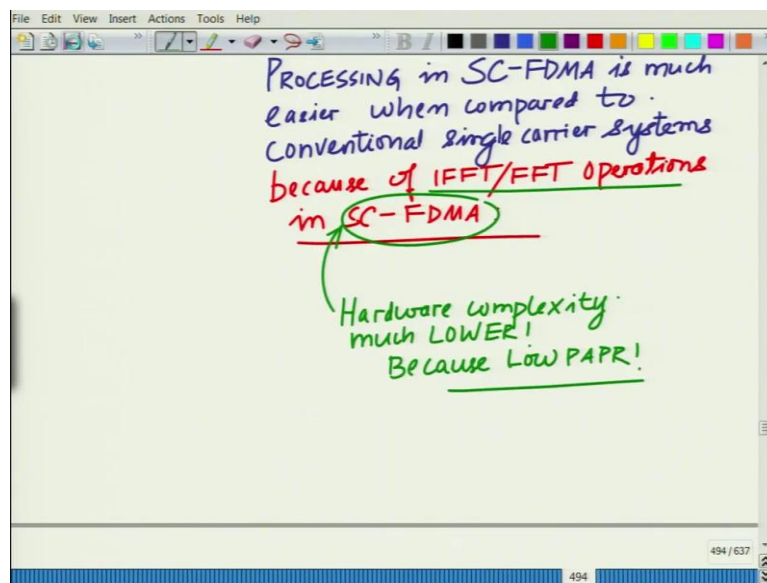 File Edit View Insert Actions Tools Help
PROCESSING in SC-FDMA is much
easier when compared to.
conventional single carrier systems
because of IFFT/FFT Operations
in SC-FDMA
Hardware complexity.
much LOWER!
Because Low PAPR!
494 / 637
494